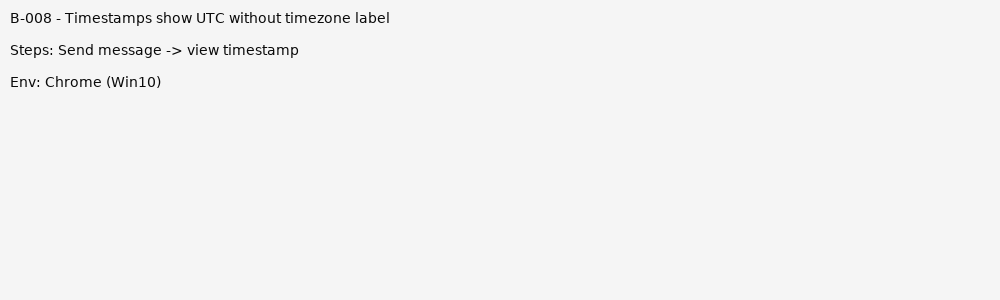 B-008 - Timestamps show UTC without timezone label
Steps: Send message -> view timestamp
Env: Chrome (Win10)